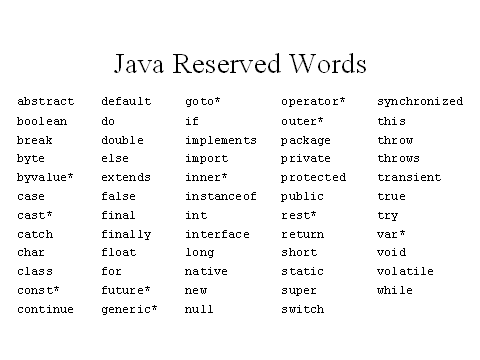 Java Reserved Words
abstract default goto* operator* synchronized
boolean do if outer* this
break double implements package throw
byte else import private throws
byvalue* extends inner* protected transient
case false instanceof public true
cast* final int rest* try
catch finally interface return var*
char float long short void
class for native static volatile
const* future* new super while
continue generic* null switch